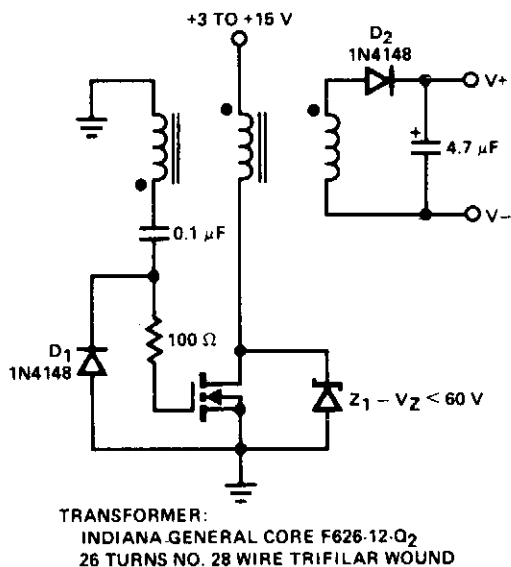 +3 TO +15 V
D2
1N4148
V+
+
4.7 μF
V–
0.1 μF
D1
1N4148
100 Ω
Z1 – VZ < 60 V
TRANSFORMER:
INDIANA GENERAL CORE F626-12-Q2
26 TURNS NO. 28 WIRE TRIFILAR WOUND